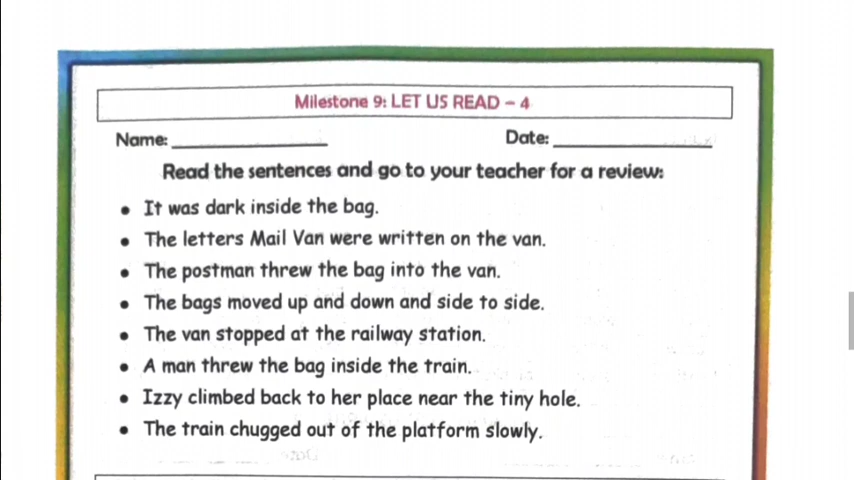 Milestone 9: LET US READ – 4
Name: _______________ Date: _______________
Read the sentences and go to your teacher for a review:
• It was dark inside the bag.
• The letters Mail Van were written on the van.
• The postman threw the bag into the van.
• The bags moved up and down and side to side.
• The van stopped at the railway station.
• A man threw the bag inside the train.
• Izzy climbed back to her place near the tiny hole.
• The train chugged out of the platform slowly.